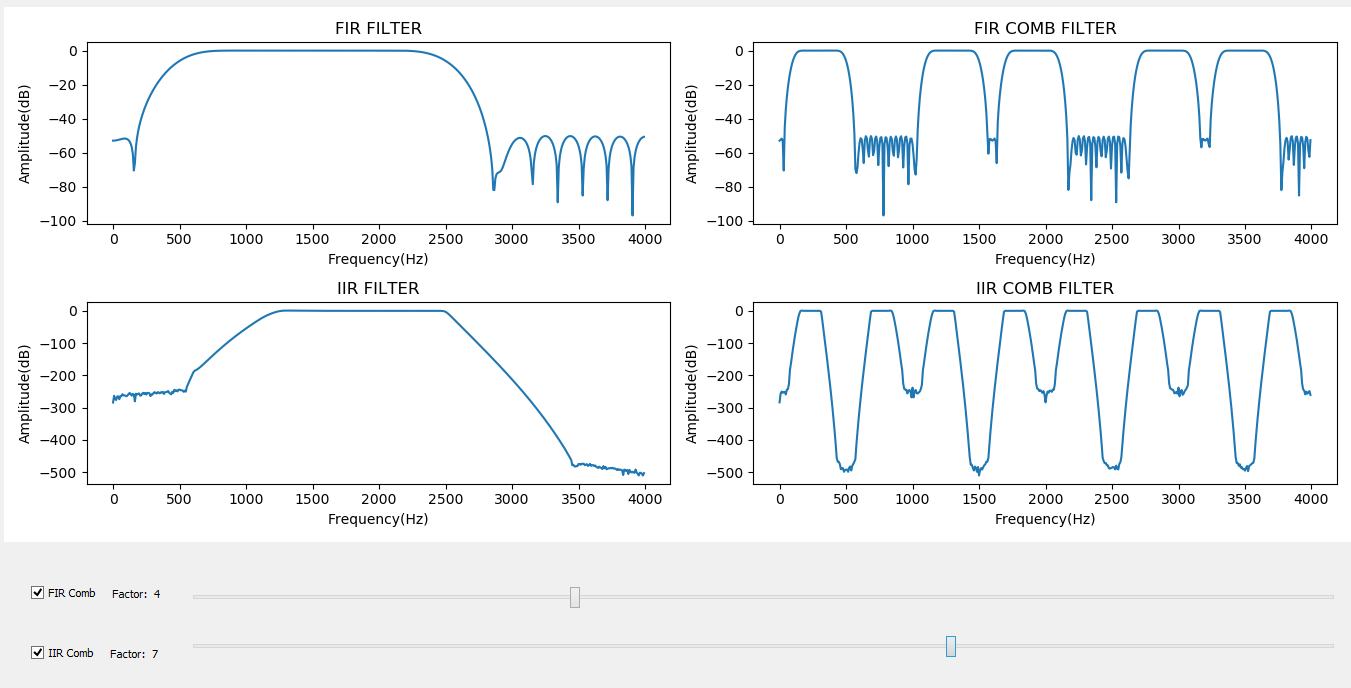 FIR FILTER
0
−20
−40
−60
−80
−100
Amplitude(dB)
0 500 1000 1500 2000 2500 3000 3500 4000
Frequency(Hz)
FIR COMB FILTER
0
−20
−40
−60
−80
−100
Amplitude(dB)
0 500 1000 1500 2000 2500 3000 3500 4000
Frequency(Hz)
IIR FILTER
0
−100
−200
−300
−400
−500
Amplitude(dB)
0 500 1000 1500 2000 2500 3000 3500 4000
Frequency(Hz)
IIR COMB FILTER
0
−100
−200
−300
−400
−500
Amplitude(dB)
0 500 1000 1500 2000 2500 3000 3500 4000
Frequency(Hz)
FIR Comb Factor: 4
IIR Comb Factor: 7